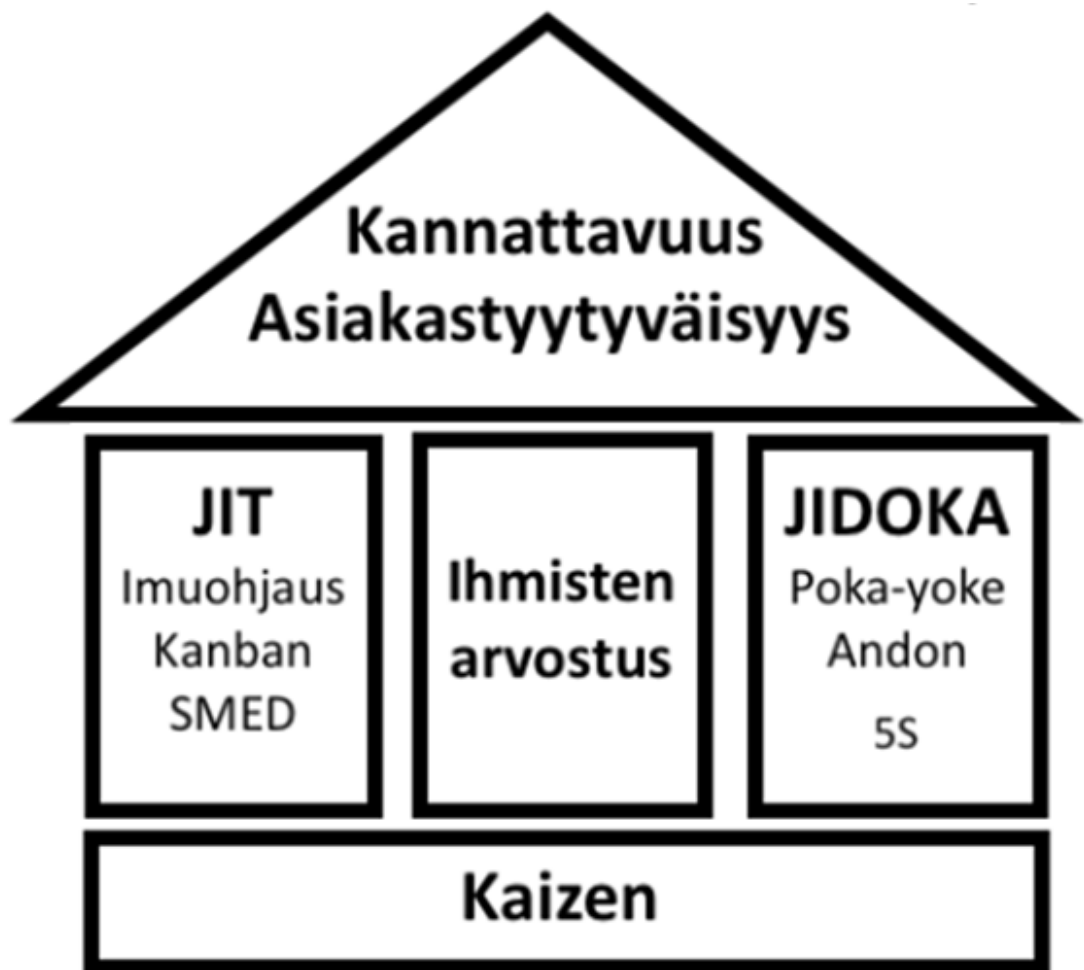 Kannattavuus
Asiakastyytyväisyys
JIT
Imuohjaus
Kanban
SMED
Ihmisten
arvostus
JIDOKA
Poka-yoke
Andon
5S
Kaizen